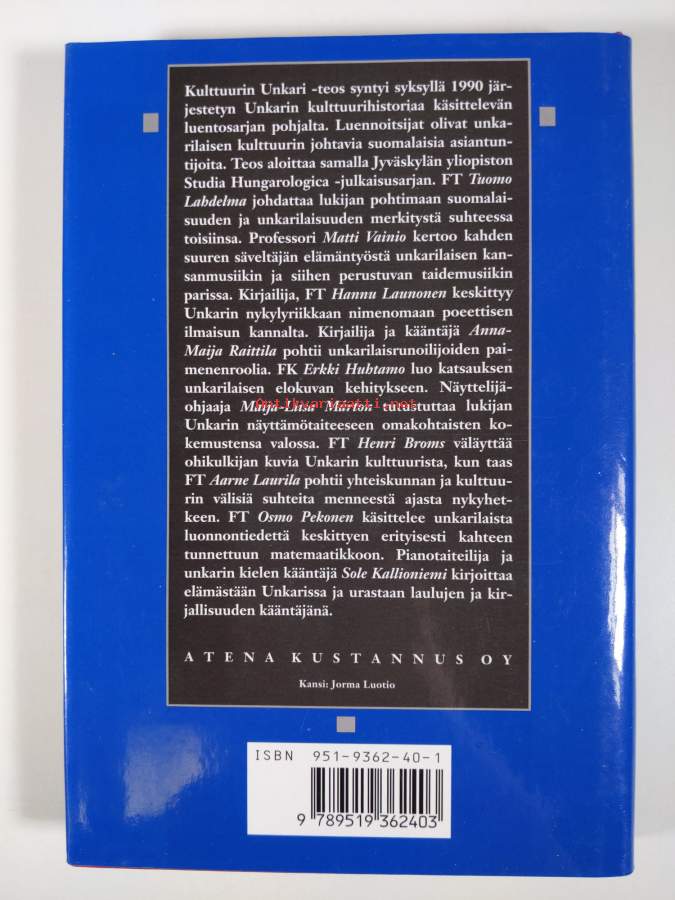 Kulttuurin Unkari -teos syntyi syksyllä 1990 jär-
jestetyn Unkarin kulttuurihistoriaa käsittelevän
luentosarjan pohjalta. Luennoitsijat olivat unka-
rilaisen kulttuurin johtavia suomalaisia asiantun-
tijoita. Teos aloittaa samalla Jyväskylän yliopiston
Studia Hungarologica -julkaisusarjan. FT Tuomo
Lahdelma johdattaa lukijan pohtimaan suomalai-
suuden ja unkarilaisuuden merkitystä suhteessa
toisiinsa. Professori Matti Vainio kertoo kahden
suuren säveltäjän elämäntyöstä unkarilaisen kan-
sanmusiikin ja siihen perustuvan taidemusiikin
parissa. Kirjailija, FT Hannu Launonen keskittyy
Unkarin nykylyriikkaan nimenomaan poeettisen
ilmaisun kannalta. Kirjailija ja kääntäjä Anna-
Maija Raittila pohtii unkarilaisrunoilijoiden pai-
menenroolia. FK Erkki Huhtamo luo katsauksen
unkarilaisen elokuvan kehitykseen. Näyttelijä-
ohjaaja Maija-Liisa Márton tutustuttaa lukijan
Antikvariaatti.net
Unkarin näyttämötaiteeseen omakohtaisten ko-
kemustensa valossa. FT Henri Broms väläyttää
ohikulkijan kuvia Unkarin kulttuurista, kun taas
FT Aarne Laurila pohtii yhteiskunnan ja kulttuu-
rin välisiä suhteita menneestä ajasta nykyhet-
keen. FT Osmo Pekonen käsittelee unkarilaista
luonnontiedettä keskittyen erityisesti kahteen
tunnettuun matemaatikkoon. Pianotaiteilija ja
unkarin kielen kääntäjä Sole Kallioniemi kirjoittaa
elämästään Unkarissa ja urastaan laulujen ja kir-
jallisuuden kääntäjänä.
ATENA KUSTANNUS OY
Kansi: Jorma Luotio
ISBN 951-9362-40-1
9 789519 362403